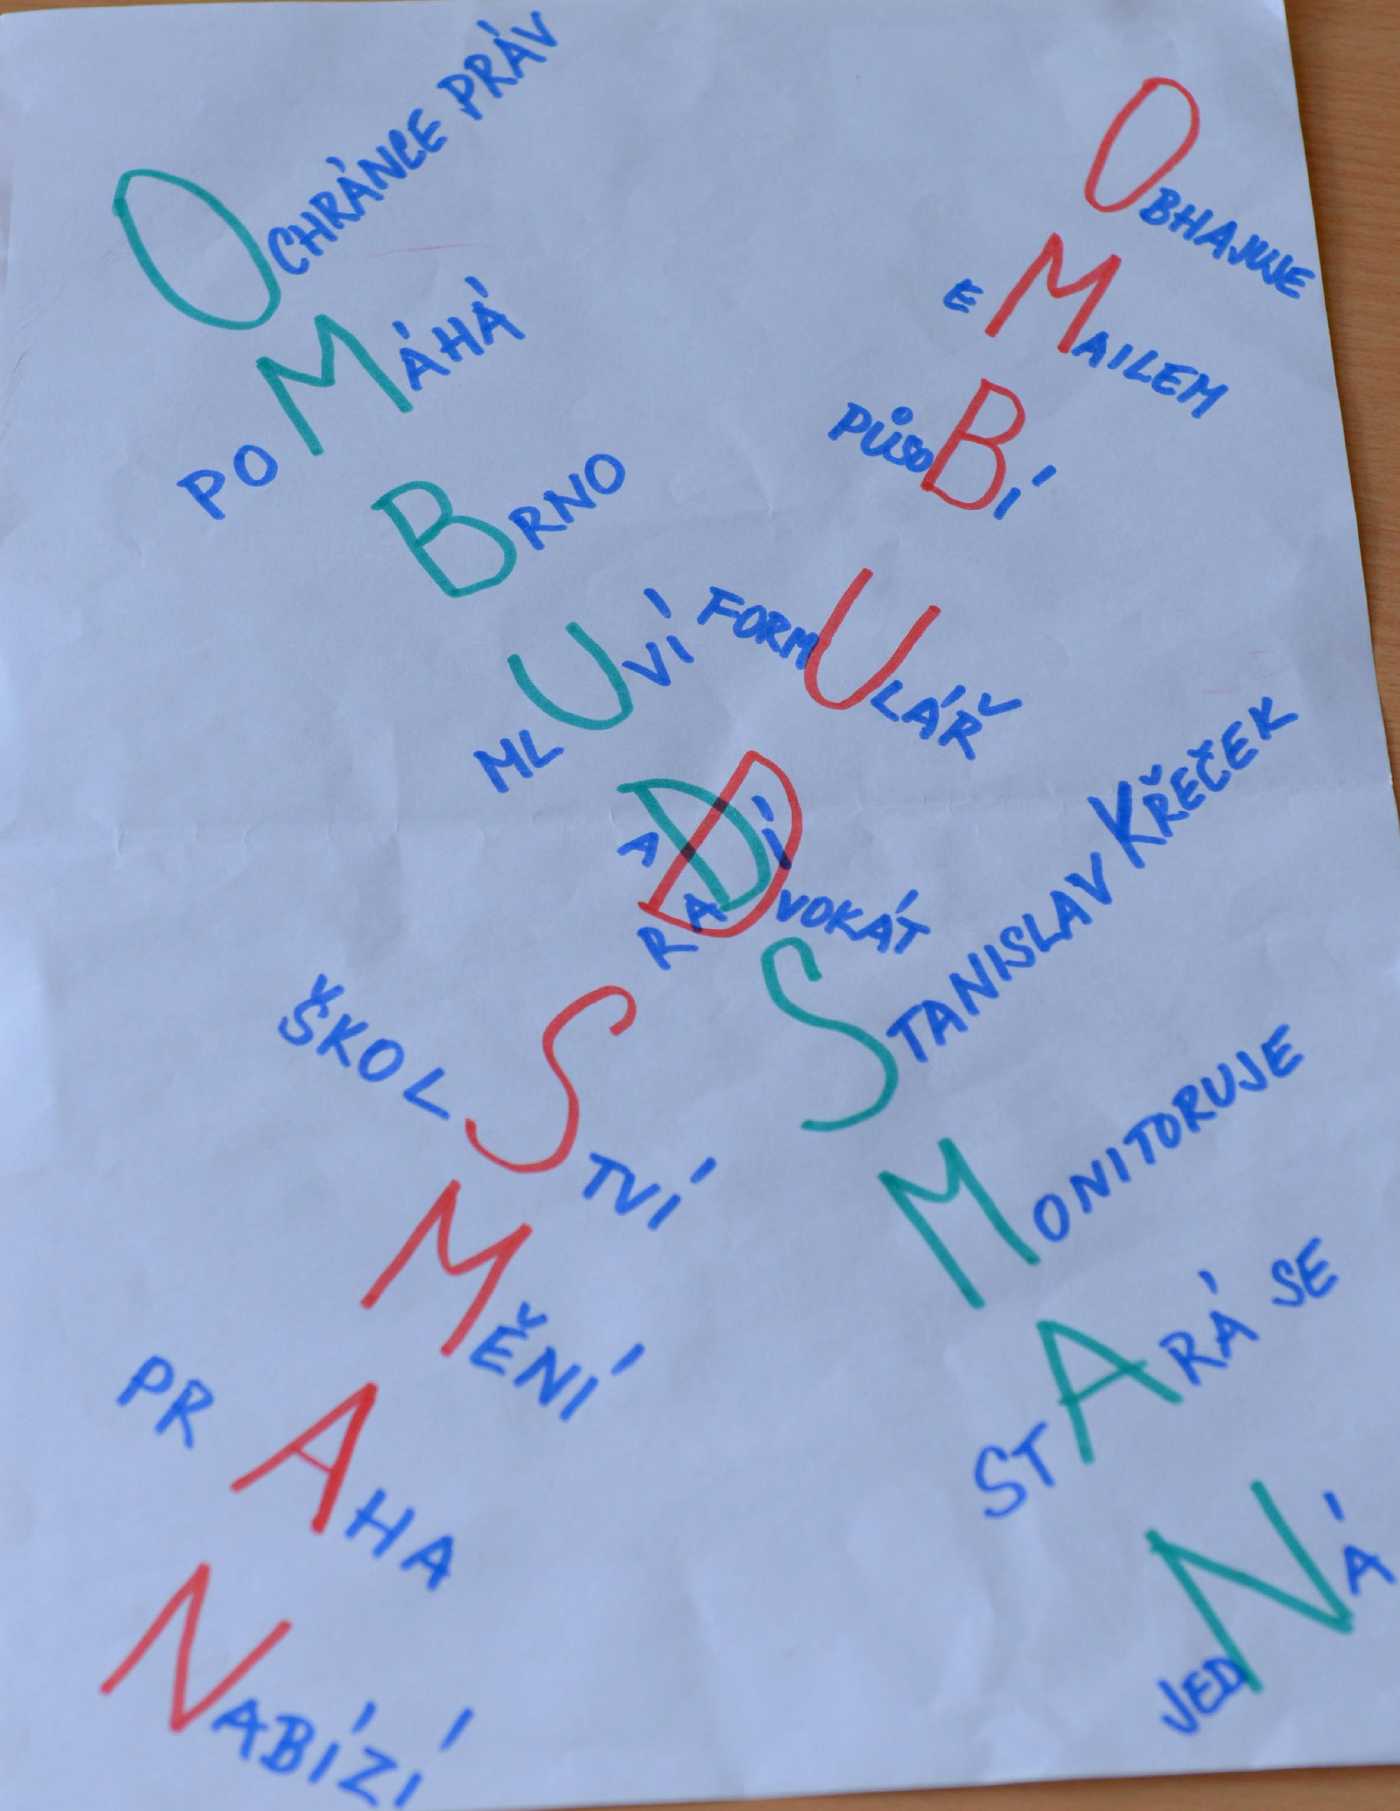 OCHRÁNCE PRÁV
POMÁHÁ
BRNO
MLUVÍ
ADVOKÁT
STANISLAV KŘEČEK
MONITORUJE
STARÁ SE
JEDNÁ
OBHAJUJE
EMAILEM
PŮSOBÍ
FORMULÁŘ
RADÍ
ŠKOLSTVÍ
MĚNÍ
PRAHA
NABÍZÍ